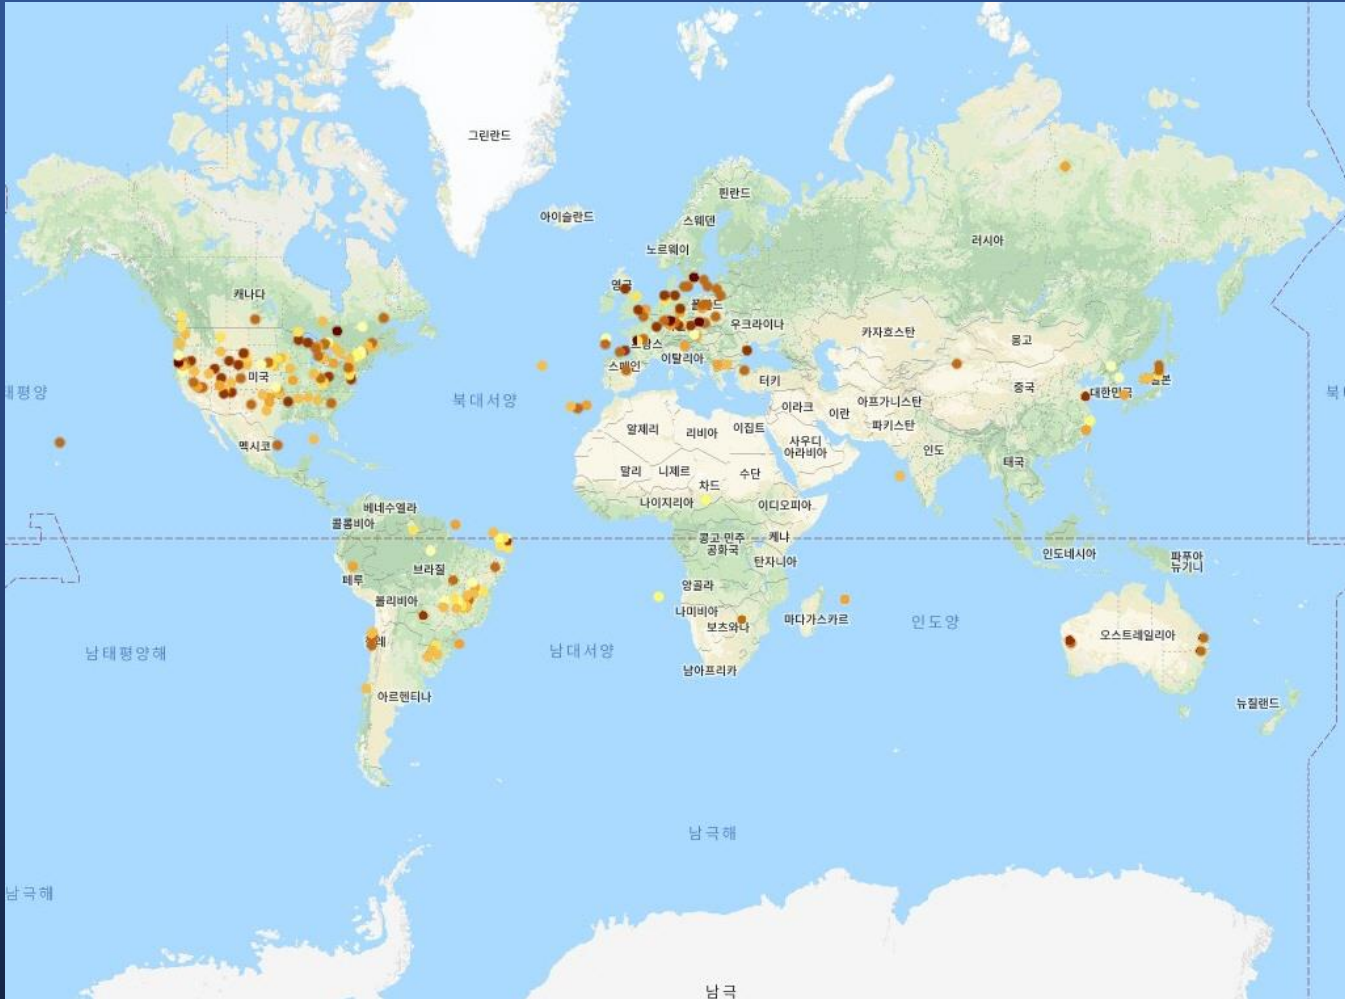 그린란드
핀란드
아이슬란드
스웨덴
노르웨이
러시아
영국
캐나다
폴란드
우크라이나
카자흐스탄
몽골
프랑스
이탈리아
스페인
미국
터키
중국
대한민국
일본
태평양
북대서양
이라크
이란
아프가니스탄
파키스탄
알제리
리비아
이집트
사우디
아라비아
인도
멕시코
말리
니제르
수단
차드
태국
나이지리아
이디오피아
베네수엘라
콜롬비아
콩고 민주
공화국
케냐
탄자니아
인도네시아
파푸아
뉴기니
브라질
페루
앙골라
볼리비아
나미비아
보츠와나
마다가스카르
인도양
오스트레일리아
칠레
남태평양해
남대서양
남아프리카
아르헨티나
뉴질랜드
남극해
남극해
남극